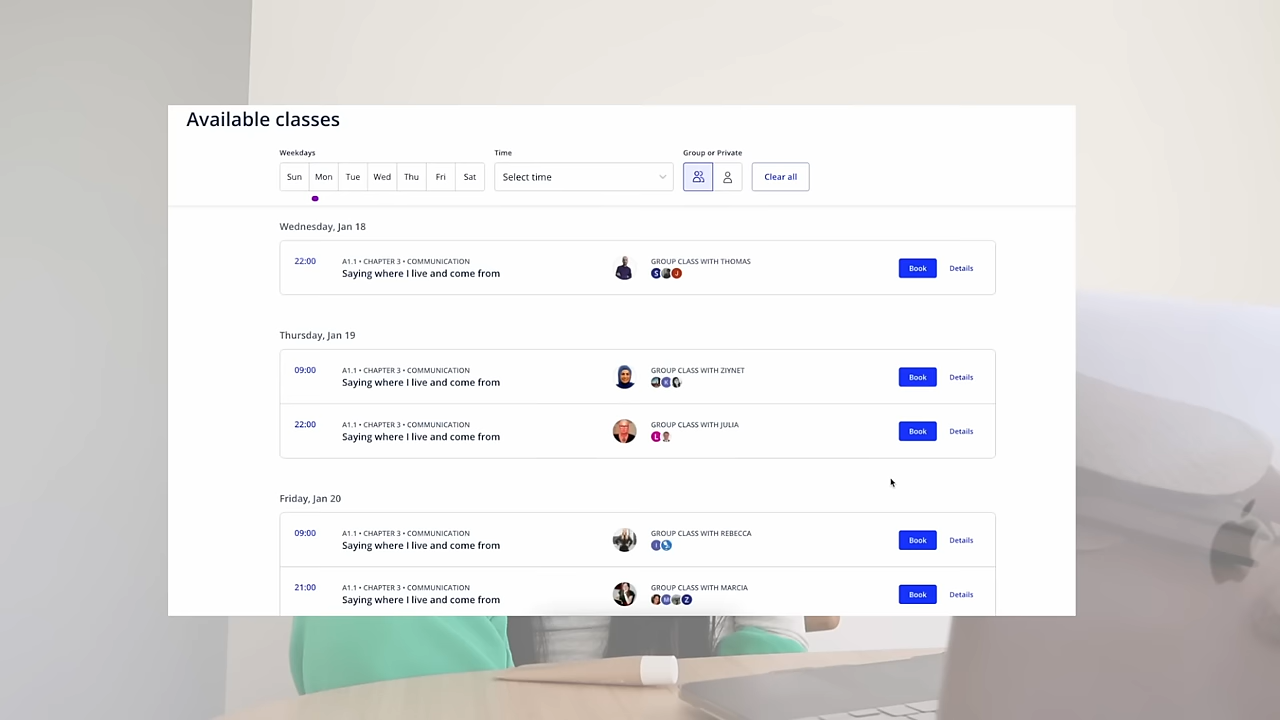 Available classes
Weekdays
Time
Group or Private
Sun Mon Tue Wed Thu Fri Sat
Select time
Clear all
Wednesday, Jan 18
22:00
A1.1 • CHAPTER 3 • COMMUNICATION
Saying where I live and come from
GROUP CLASS WITH THOMAS
S J
Book
Details
Thursday, Jan 19
09:00
A1.1 • CHAPTER 3 • COMMUNICATION
Saying where I live and come from
GROUP CLASS WITH ZIYNET
K
Book
Details
22:00
A1.1 • CHAPTER 3 • COMMUNICATION
Saying where I live and come from
GROUP CLASS WITH JULIA
L
Book
Details
Friday, Jan 20
09:00
A1.1 • CHAPTER 3 • COMMUNICATION
Saying where I live and come from
GROUP CLASS WITH REBECCA
I
Book
Details
21:00
A1.1 • CHAPTER 3 • COMMUNICATION
Saying where I live and come from
GROUP CLASS WITH MARCIA
M Z
Book
Details